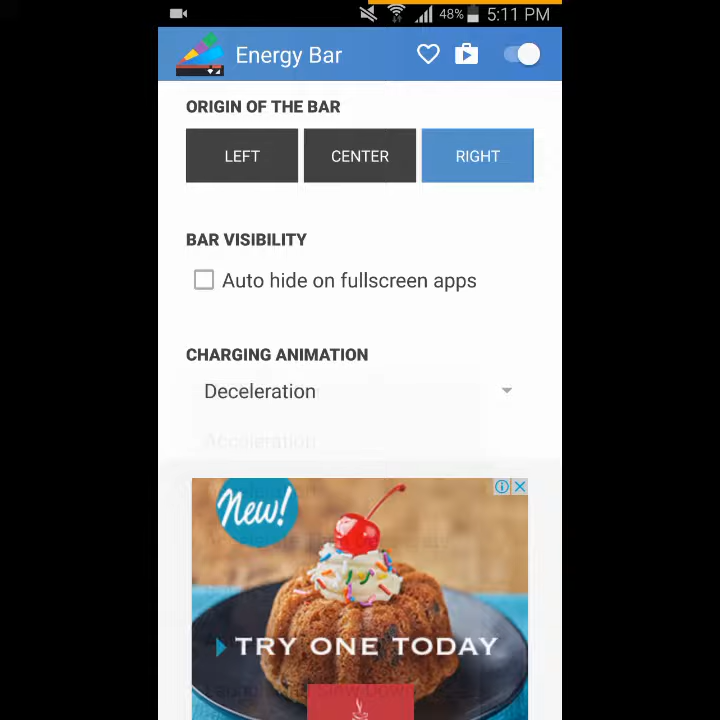 48% 5:11 PM
Energy Bar
ORIGIN OF THE BAR
LEFT CENTER RIGHT
BAR VISIBILITY
Auto hide on fullscreen apps
CHARGING ANIMATION
Deceleration
Acceleration
New!
TRY ONE TODAY